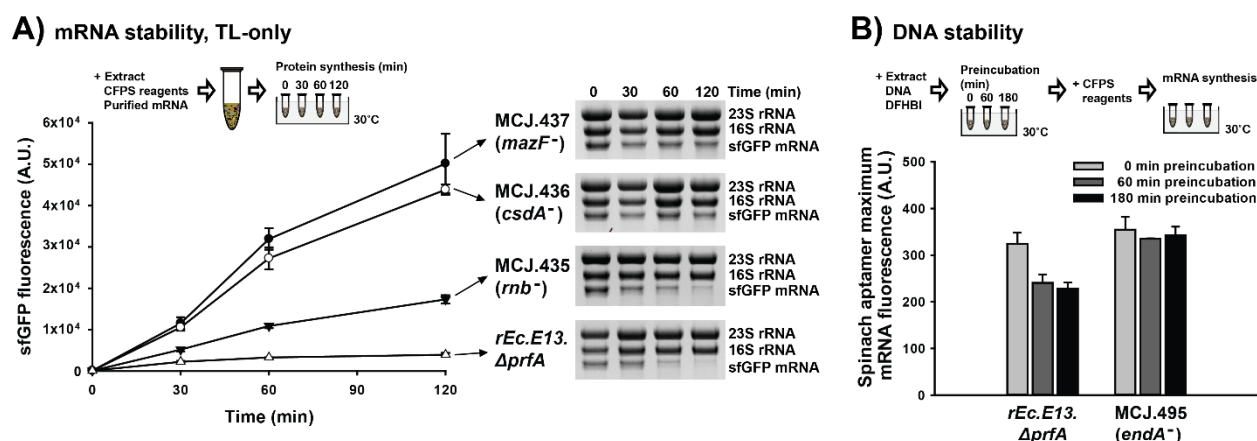 A) mRNA stability, TL-only
+ Extract
CFPS reagents
Purified mRNA
Protein synthesis (min)
0 30 60 120
30°C
sfGFP fluorescence (A.U.)
6x10⁴
5x10⁴
4x10⁴
3x10⁴
2x10⁴
1x10⁴
0
0 30 60 120
Time (min)
MCJ.437
(mazF⁻)
MCJ.436
(csdA⁻)
MCJ.435
(rnb⁻)
rEc.E13.
ΔprfA
0 30 60 120 Time (min)
23S rRNA
16S rRNA
sfGFP mRNA
23S rRNA
16S rRNA
sfGFP mRNA
23S rRNA
16S rRNA
sfGFP mRNA
23S rRNA
16S rRNA
sfGFP mRNA
B) DNA stability
+ Extract
DNA
DFHBI
Preincubation
(min)
0 60 180
30°C
+ CFPS
reagents
mRNA synthesis
30°C
Spinach aptamer maximum
mRNA fluorescence (A.U.)
500
400
300
200
100
0
0 min preincubation
60 min preincubation
180 min preincubation
rEc.E13.
ΔprfA
MCJ.495
(endA⁻)